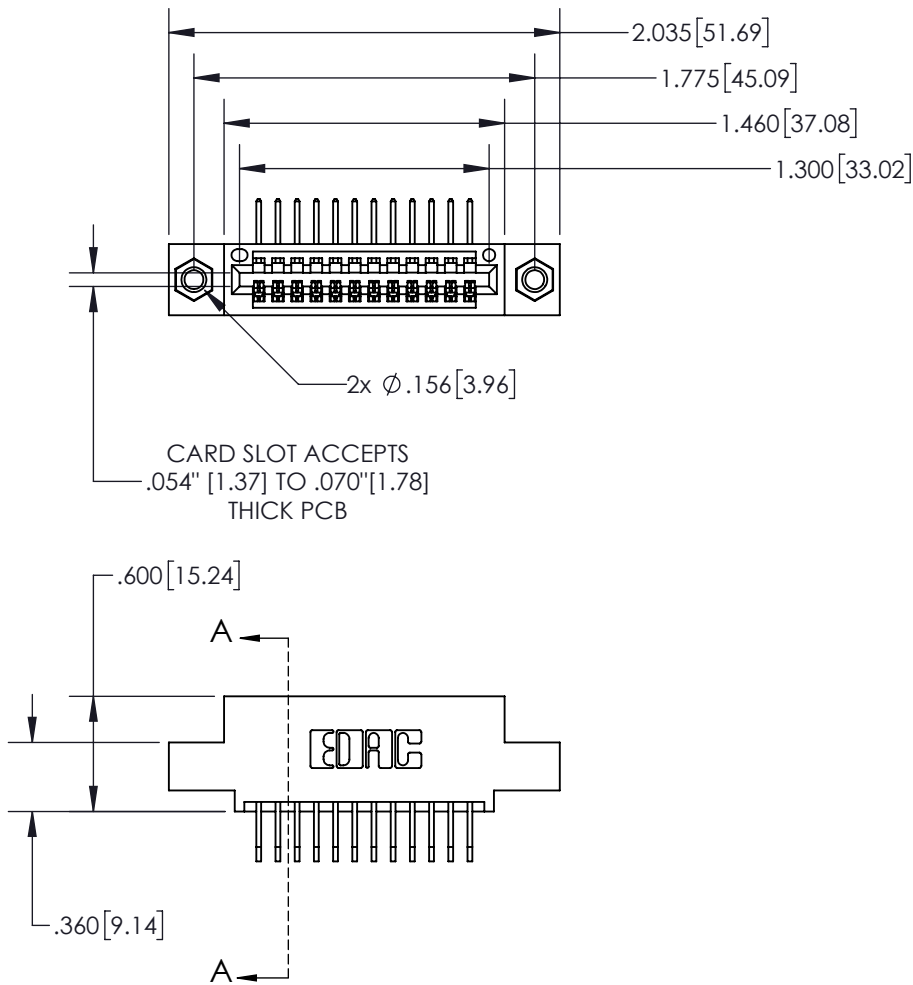 2.035[51.69]
1.775[45.09]
1.460[37.08]
1.300[33.02]
2x Ø.156[3.96]
CARD SLOT ACCEPTS
.054" [1.37] TO .070"[1.78]
THICK PCB
.600[15.24]
A
EDAC
.360[9.14]
A